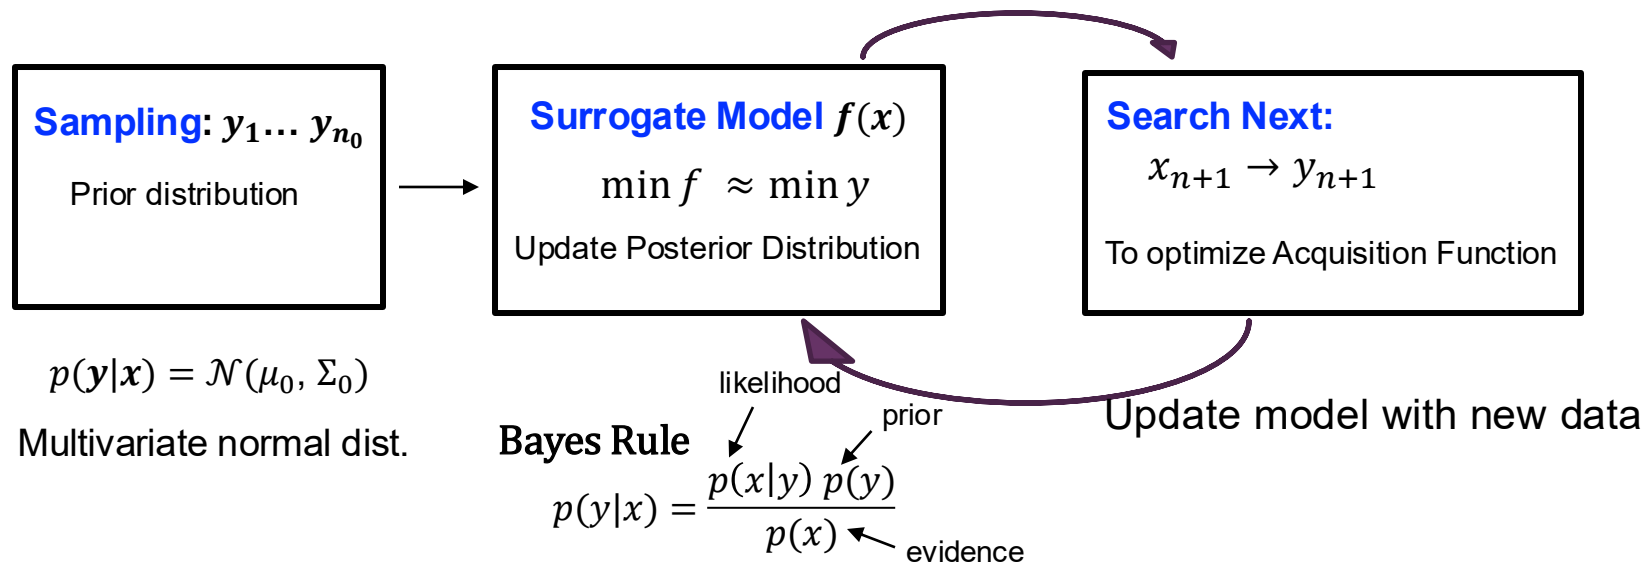 Sampling: y₁… yₙ₀
Prior distribution
p(y|x) = 𝒩(μ₀, Σ₀)
Multivariate normal dist.
Surrogate Model f(x)
min f ≈ min y
Update Posterior Distribution
Search Next:
xₙ₊₁ → yₙ₊₁
To optimize Acquisition Function
Update model with new data
likelihood
prior
Bayes Rule
p(y|x) = p(x|y) p(y) / p(x)
evidence